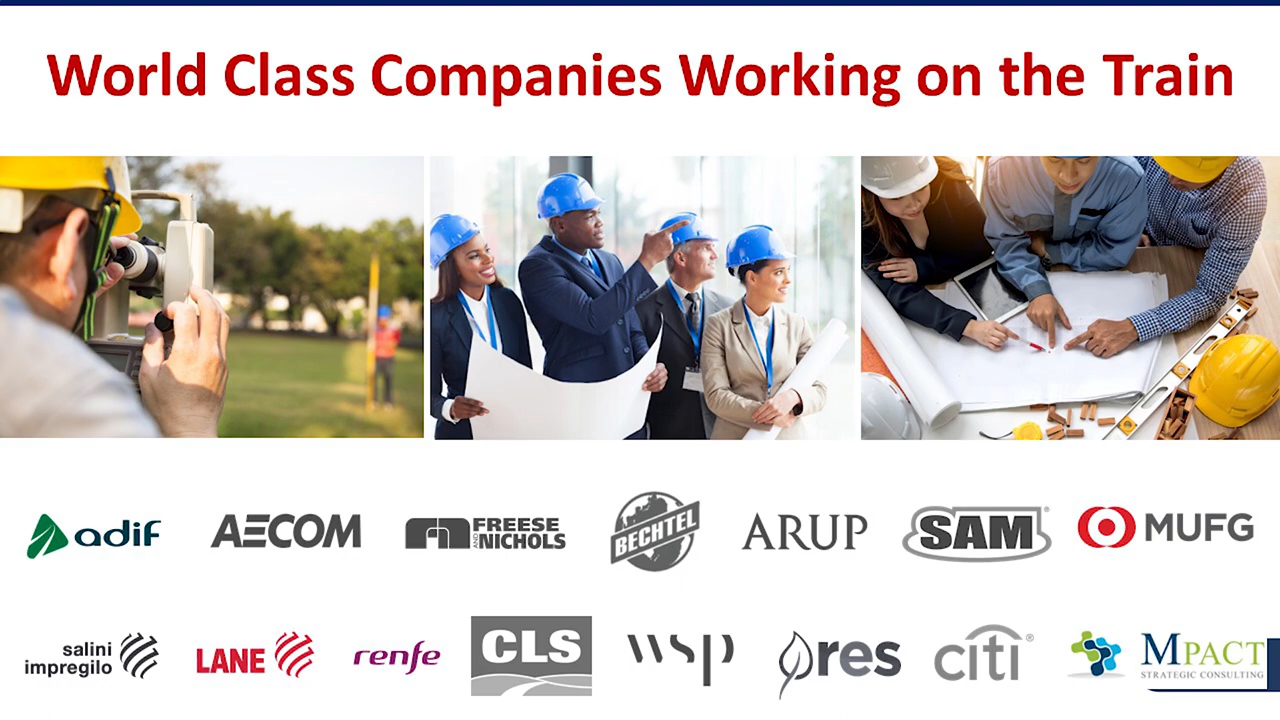 World Class Companies Working on the Train
adif
AECOM
FREESE
AND NICHOLS
BECHTEL
ARUP
SAM®
MUFG
salini
impregilo
LANE
renfe
CLS
wsp
res
citi®
MPACT
STRATEGIC CONSULTING